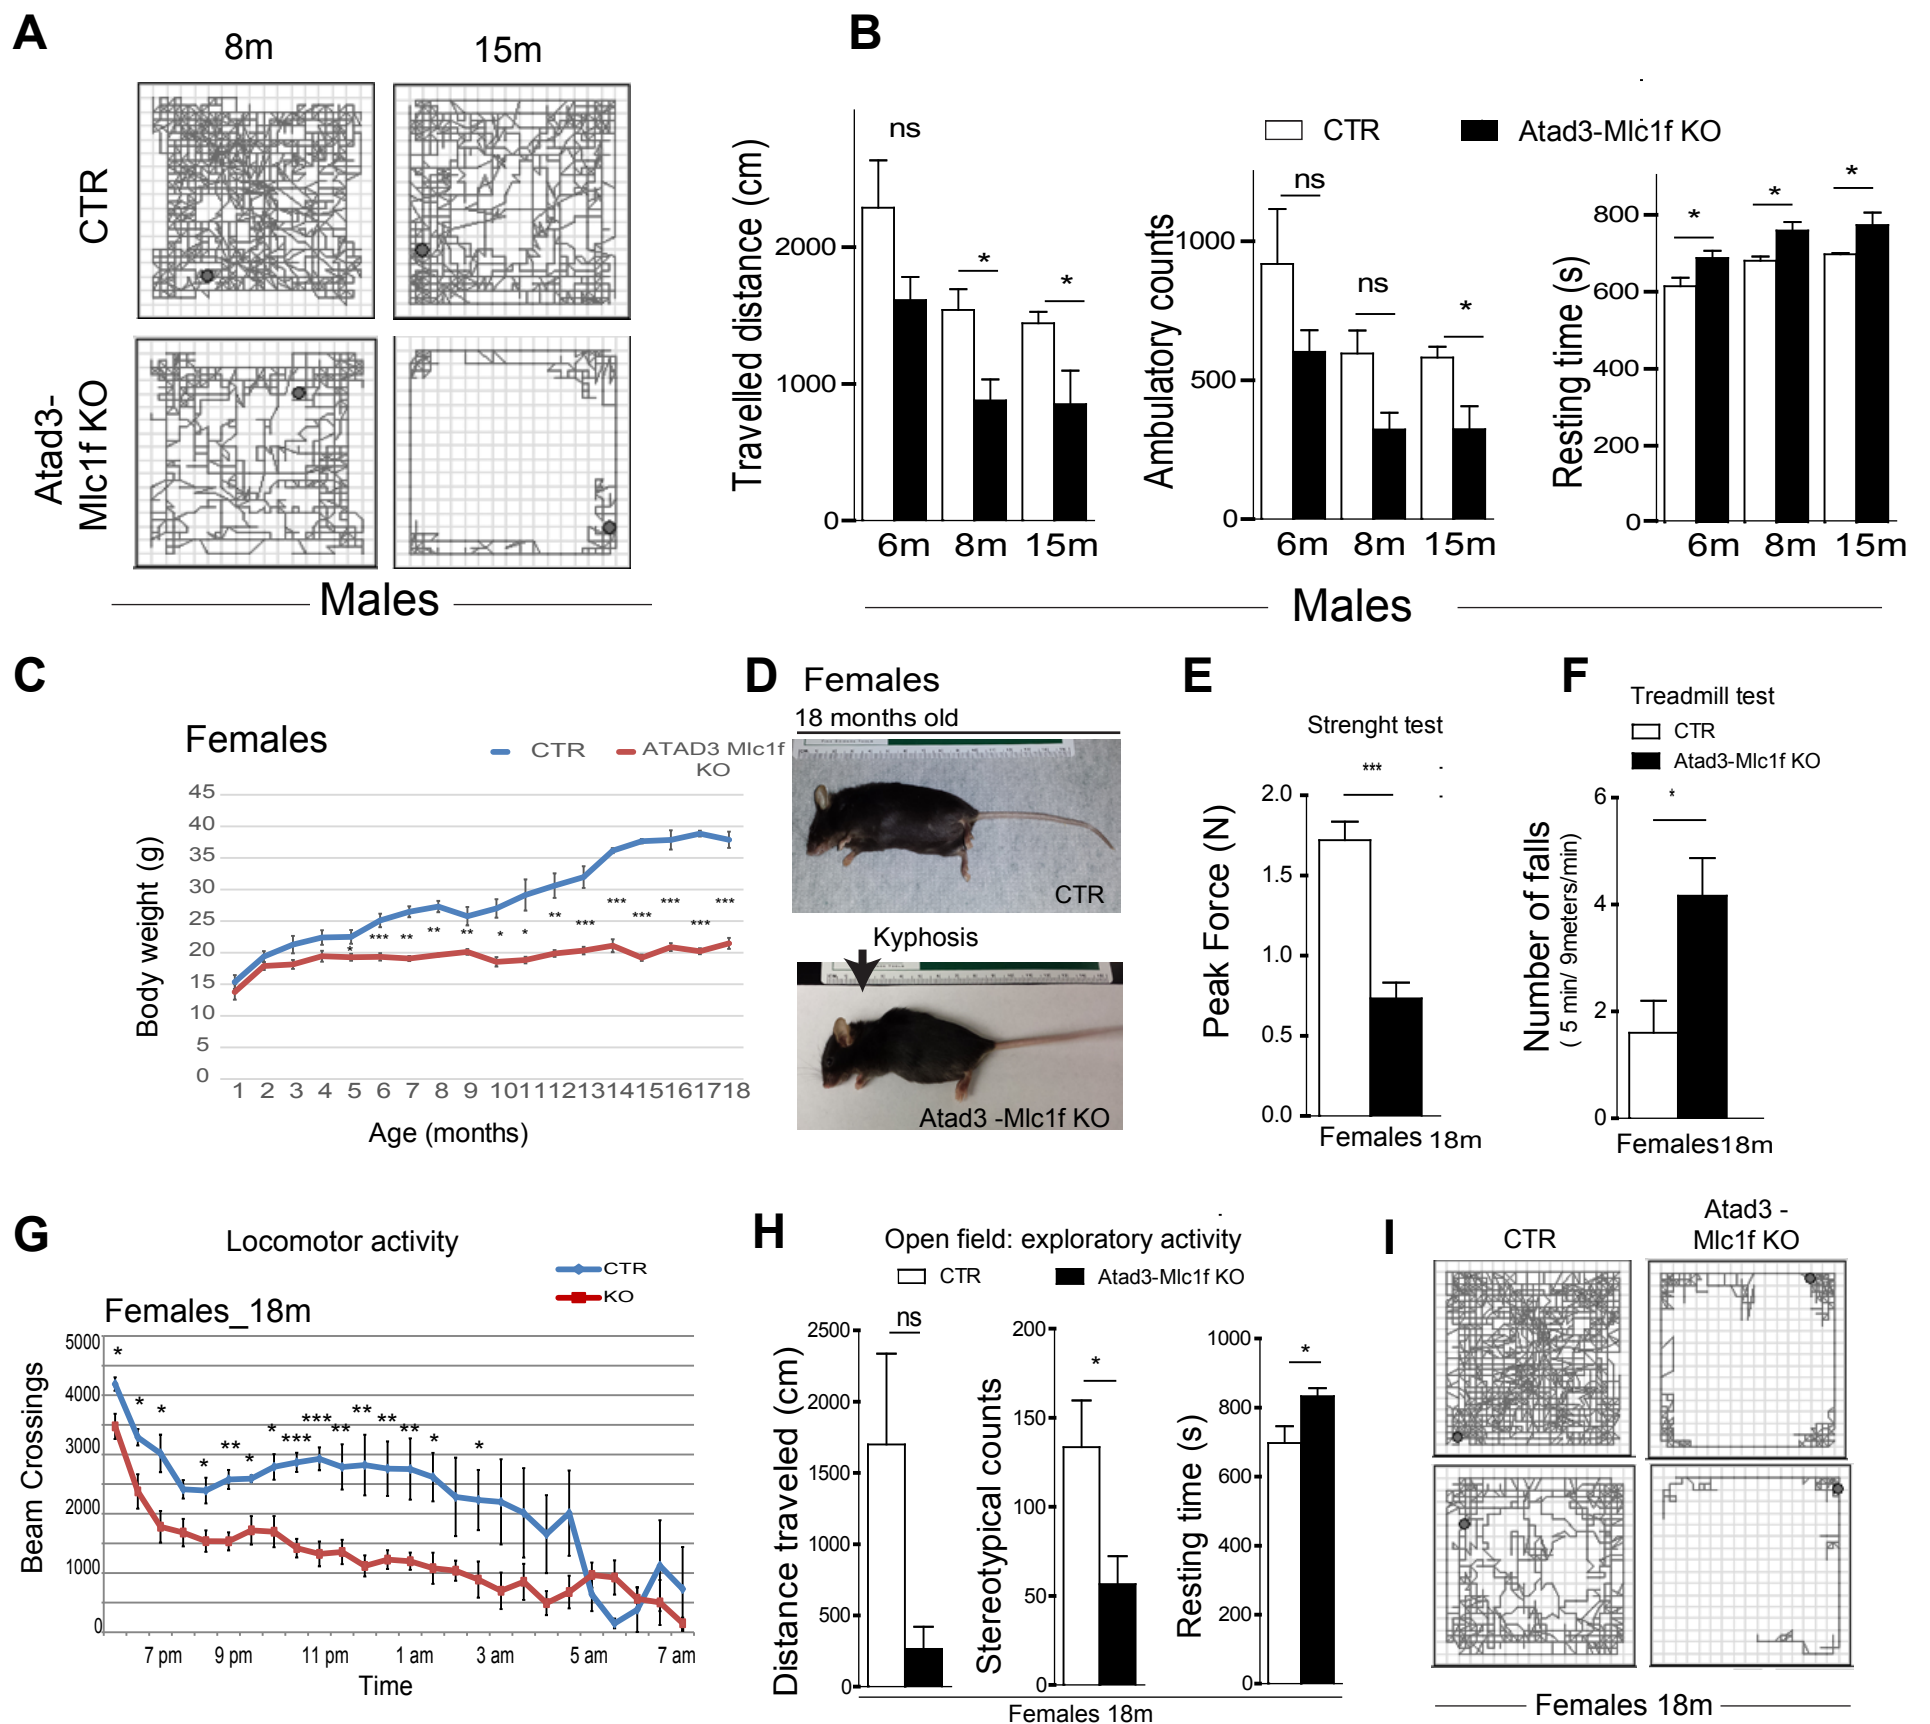 A
8m
15m
CTR
Atad3-
Mlc1f KO
Males
B
CTR
Atad3-Mlc1f KO
Travelled distance (cm)
2000
1000
0
ns
*
*
6m
8m
15m
Ambulatory counts
1000
500
0
ns
ns
*
6m
8m
15m
Resting time (s)
800
600
400
200
0
*
*
*
6m
8m
15m
Males
C
Females
CTR
ATAD3 Mlc1f
KO
Body weight (g)
45
40
35
30
25
20
15
10
5
0
*
***
**
**
**
*
*
**
***
***
***
***
***
***
1 2 3 4 5 6 7 8 9 10 11 12 13 14 15 16 17 18
Age (months)
D
Females
18 months old
CTR
Kyphosis
Atad3 -Mlc1f KO
E
Strenght test
***
Peak Force (N)
2.0
1.5
1.0
0.5
0.0
Females 18m
F
Treadmill test
CTR
Atad3-Mlc1f KO
*
Number of falls
( 5 min/ 9meters/min)
6
4
2
0
Females18m
G
Locomotor activity
CTR
KO
Females_18m
Beam Crossings
5000
4000
3000
2000
1000
0
*
*
*
*
**
*
*
***
***
**
**
**
**
*
*
7 pm
9 pm
11 pm
1 am
3 am
5 am
7 am
Time
H
Open field: exploratory activity
CTR
Atad3-Mlc1f KO
Distance traveled (cm)
2500
2000
1500
1000
500
0
ns
Stereotypical counts
200
150
100
50
0
*
Resting time (s)
1000
800
600
400
200
0
*
Females 18m
I
CTR
Atad3 -
Mlc1f KO
Females 18m